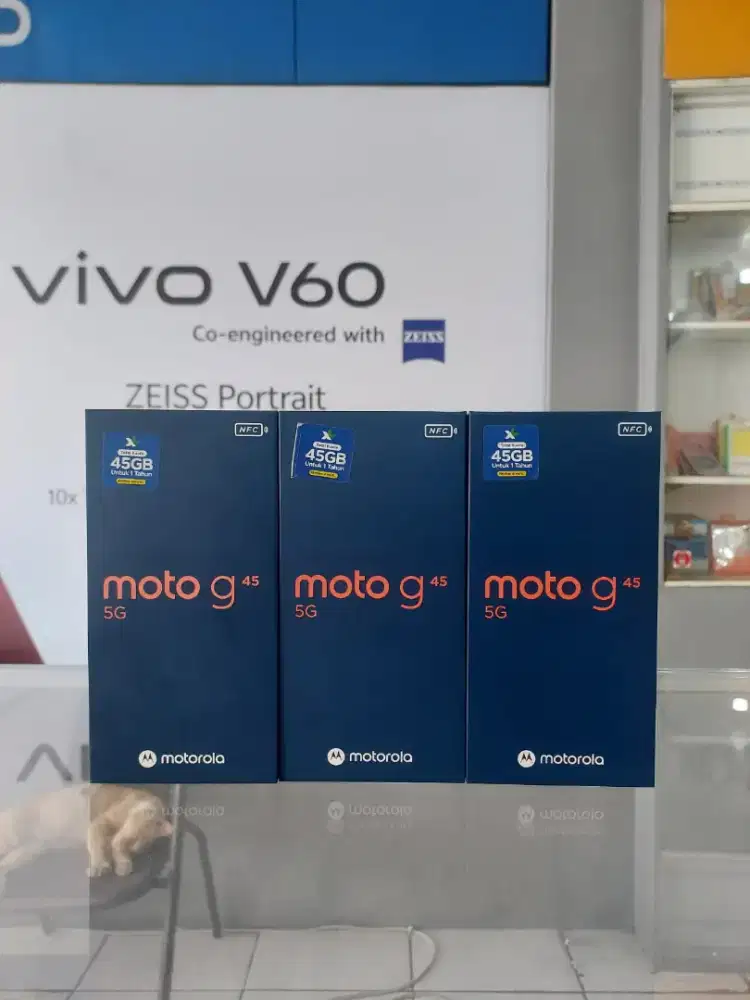 vivo V60
Co-engineered with ZEISS
ZEISS Portrait
10x
NFC
45GB
Untuk 1 Tahun
moto g 45
5G
motorola
NFC
45GB
Untuk 1 Tahun
moto g 45
5G
motorola
NFC
45GB
Untuk 1 Tahun
moto g 45
5G
motorola